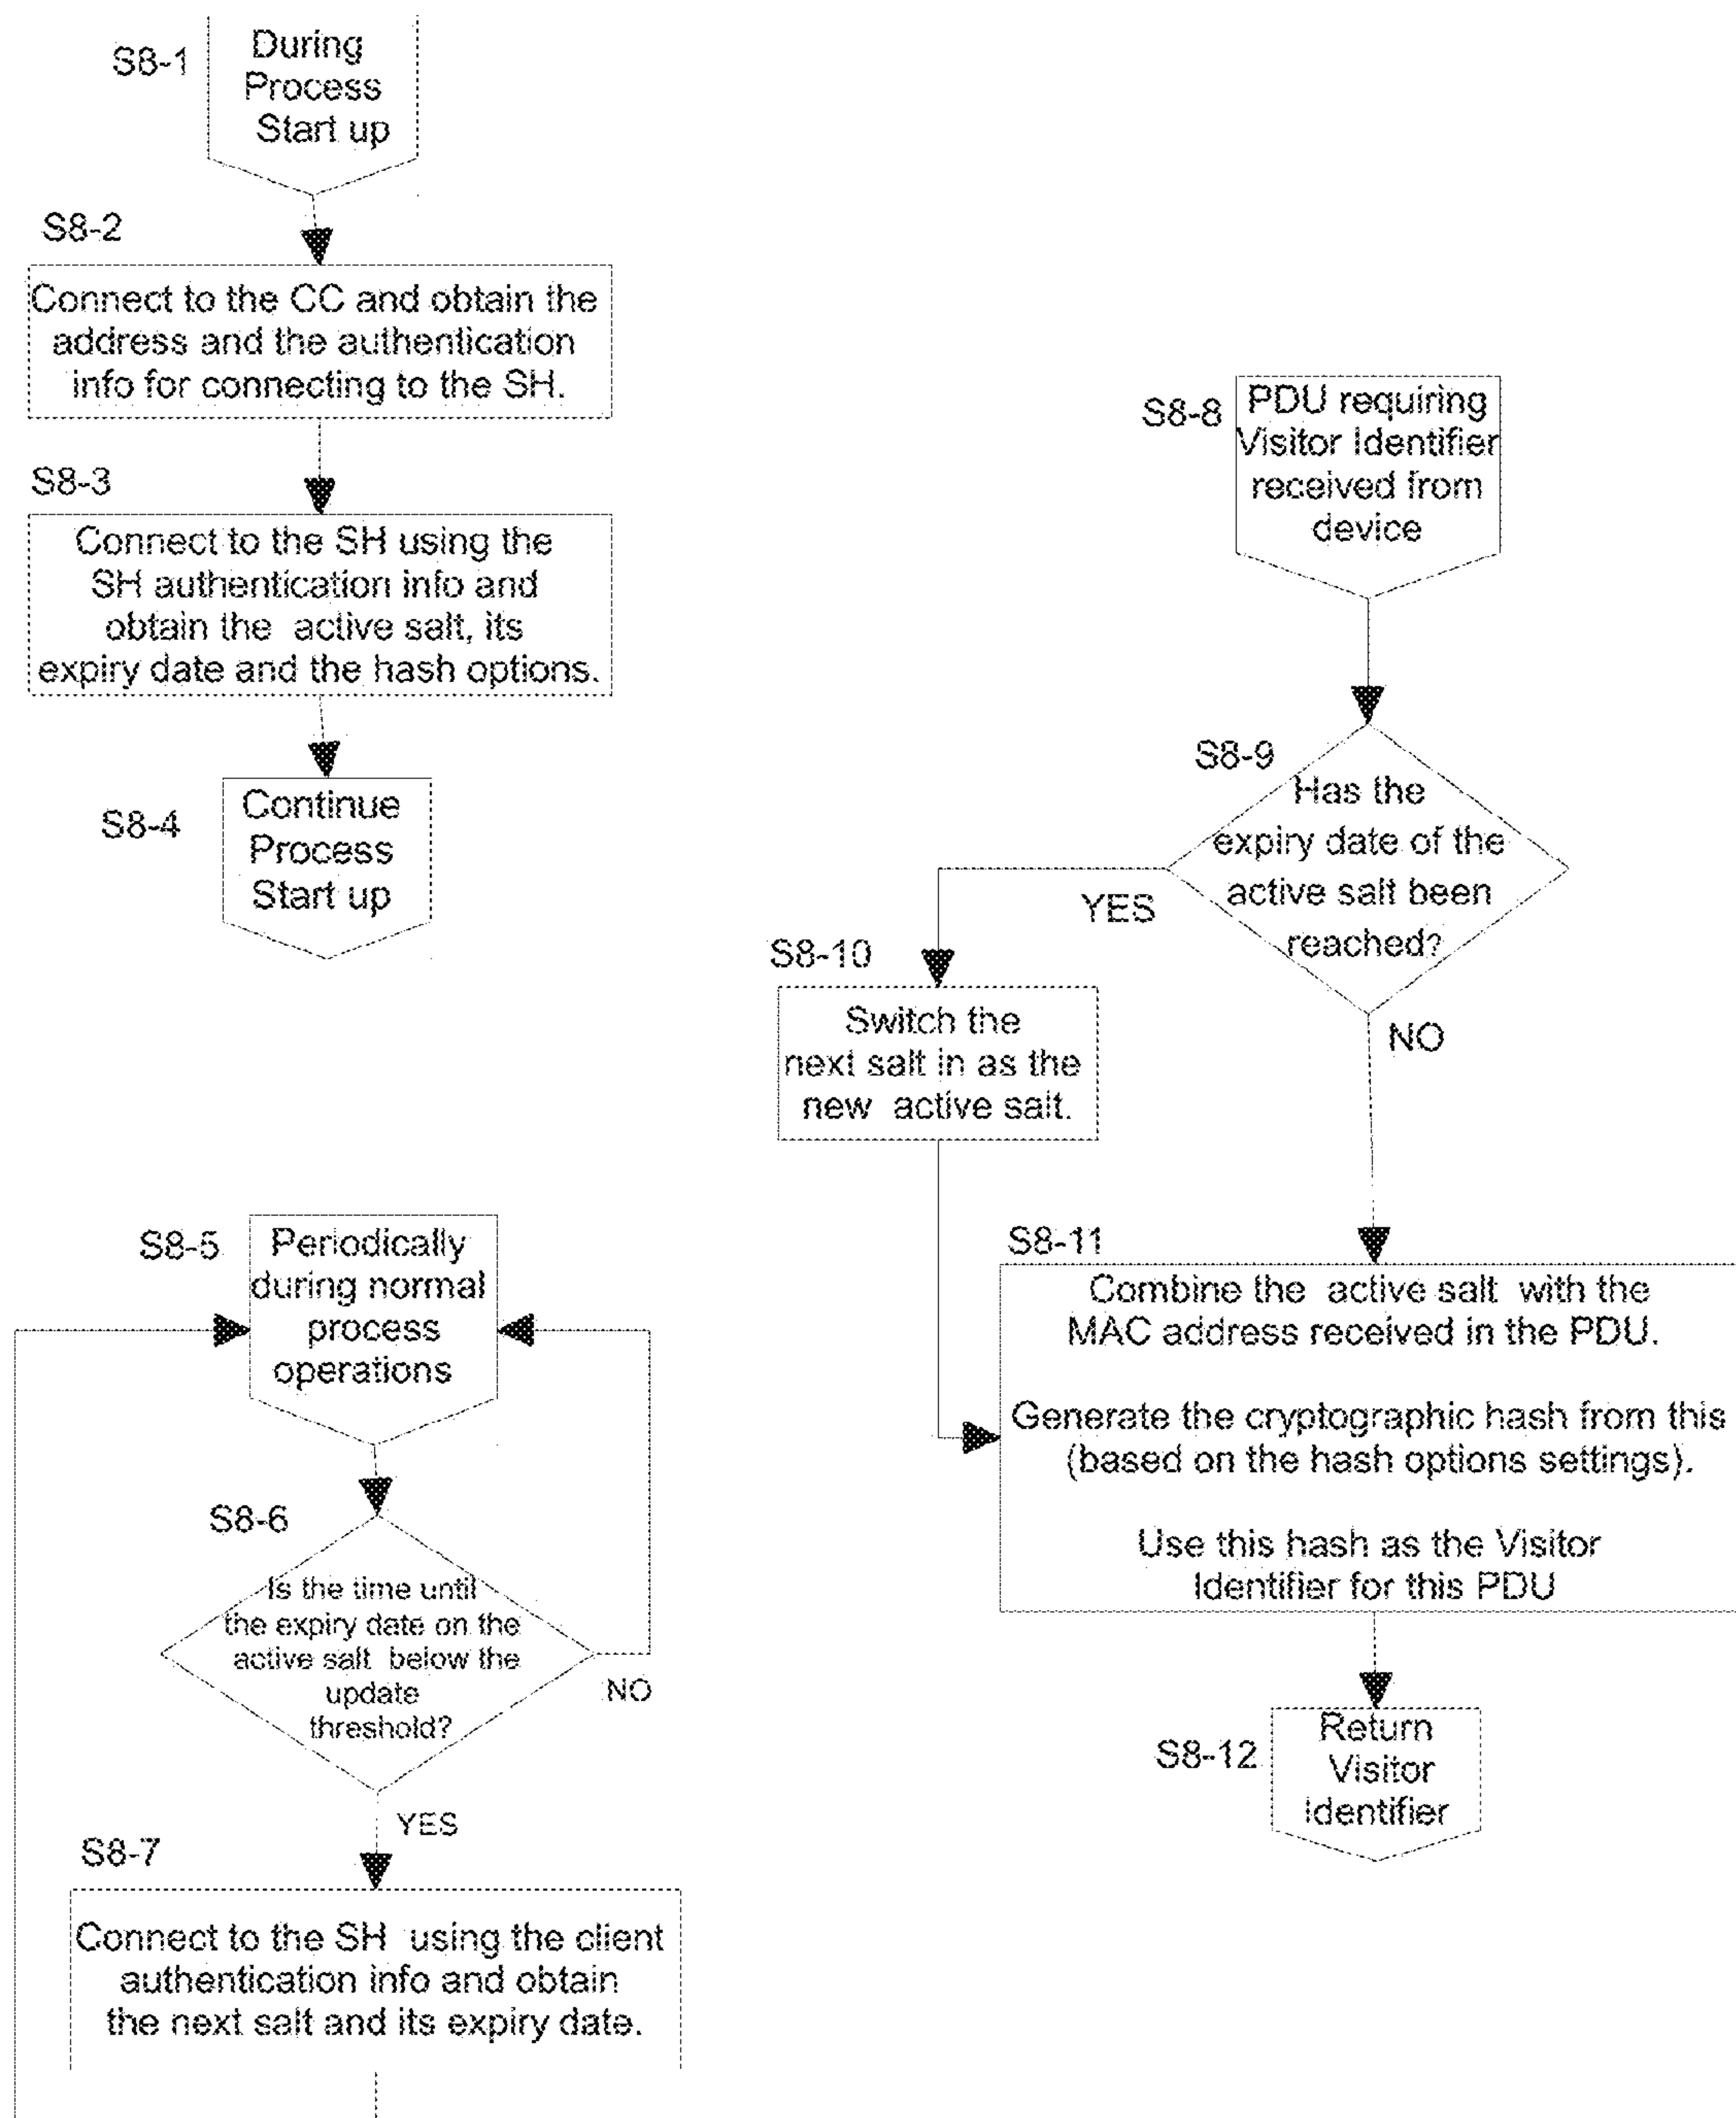 S8-1
During
Process
Start up
S8-2
Connect to the CC and obtain the
address and the authentication
info for connecting to the SH.
S8-3
Connect to the SH using the
SH authentication info and
obtain the active salt, its
expiry date and the hash options.
S8-4
Continue
Process
Start up
S8-5
Periodically
during normal
process
operations
S8-6
Is the time until
the expiry date on the
active salt below the
update
threshold?
NO
YES
S8-7
Connect to the SH using the client
authentication info and obtain
the next salt and its expiry date.
S8-8
PDU requiring
Visitor Identifier
received from
device
S8-9
Has the
expiry date of the
active salt been
reached?
YES
NO
S8-10
Switch the
next salt in as the
new active salt.
S8-11
Combine the active salt with the
MAC address received in the PDU.
Generate the cryptographic hash from this
(based on the hash options settings).
Use this hash as the Visitor
Identifier for this PDU
S8-12
Return
Visitor
Identifier